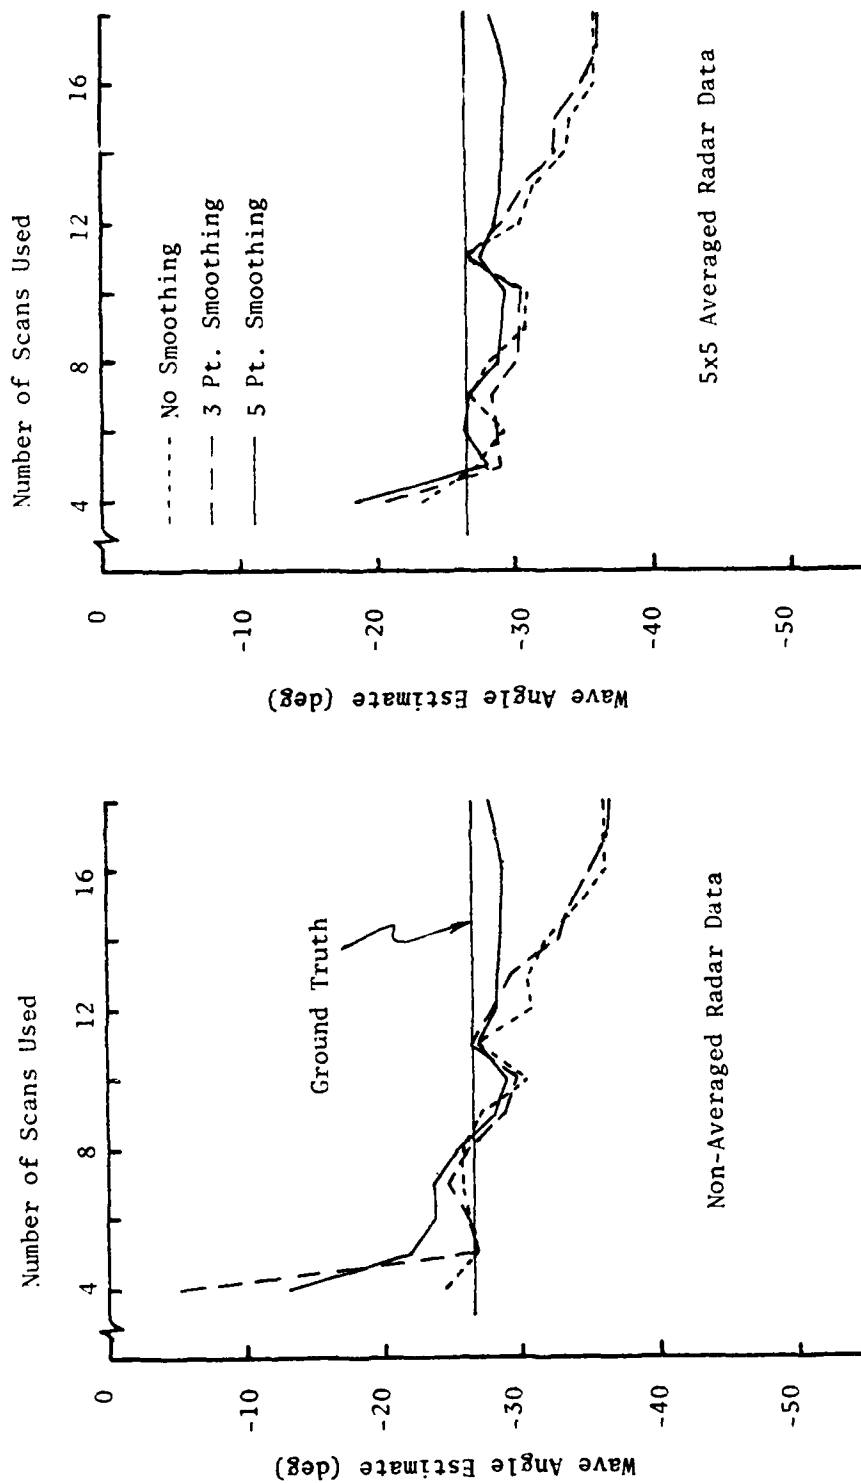 Number of Scans Used
4
8
12
16
0
-10
-20
-30
-40
-50
Wave Angle Estimate (deg)
Ground Truth
Non-Averaged Radar Data
Number of Scans Used
4
8
12
16
0
-10
-20
-30
-40
-50
Wave Angle Estimate (deg)
No Smoothing
3 Pt. Smoothing
5 Pt. Smoothing
5x5 Averaged Radar Data